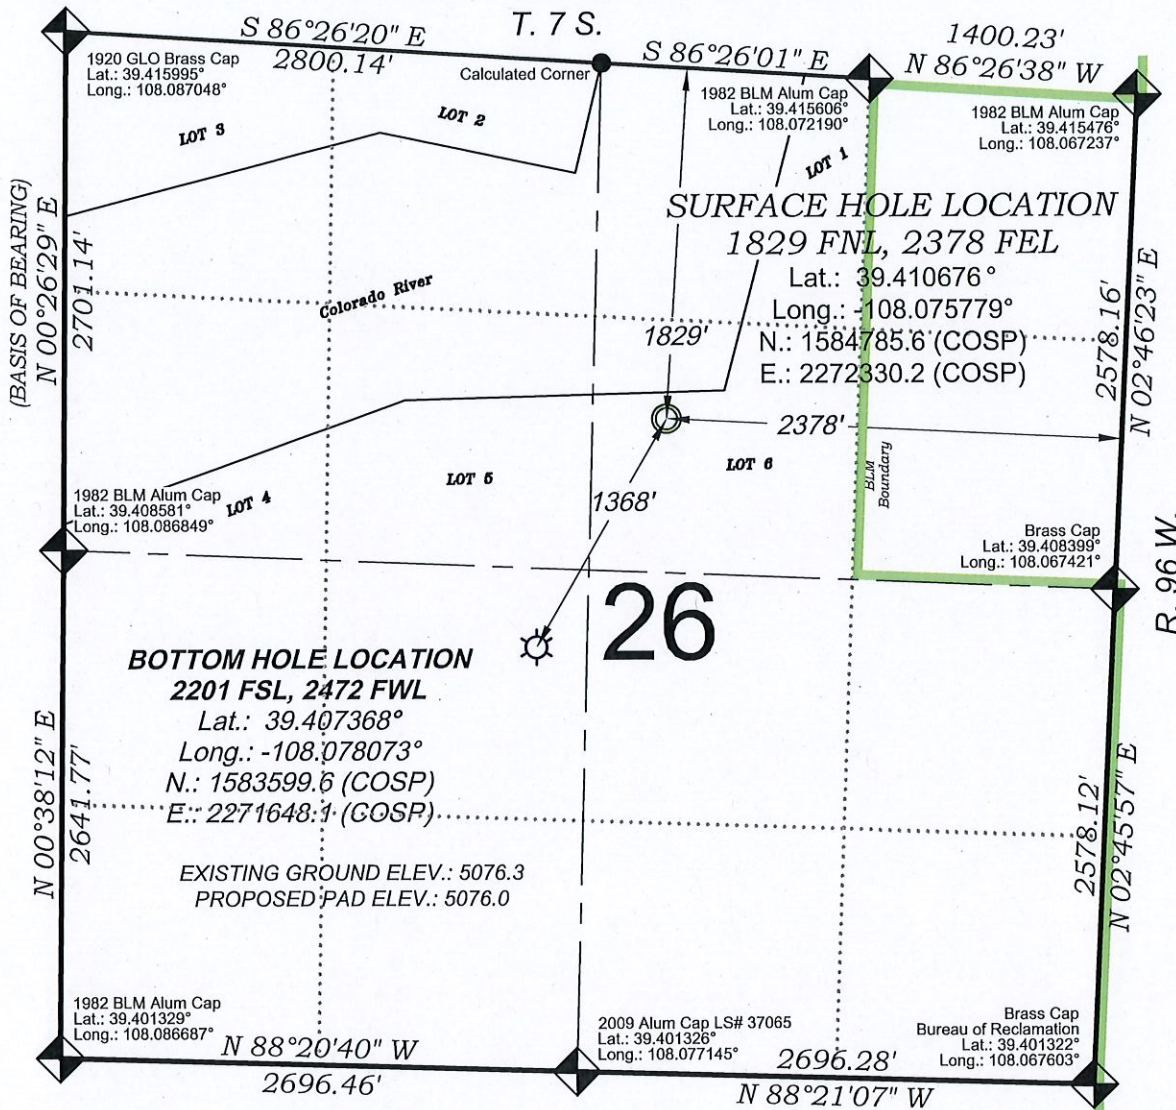 T. 7 S.
S 86°26'20" E
2800.14'
S 86°26'01" E
1400.23'
N 86°26'38" W
1920 GLO Brass Cap
Lat.: 39.415995°
Long.: 108.087048°
Calculated Corner
1982 BLM Alum Cap
Lat.: 39.415606°
Long.: 108.072190°
1982 BLM Alum Cap
Lat.: 39.415476°
Long.: 108.067237°
LOT 3
LOT 2
LOT 1
SURFACE HOLE LOCATION
1829 FNL, 2378 FEL
Lat.: 39.410676°
Long.: -108.075779°
N.: 1584785.6 (COSP)
E.: 2272330.2 (COSP)
(BASIS OF BEARING)
N 00°26'29" E
2701.14'
Colorado River
1829'
2578.16'
N 02°46'23" E
2378'
BLM
Boundary
LOT 5
LOT 6
1982 BLM Alum Cap
Lat.: 39.408581°
Long.: 108.086849°
LOT 4
1368'
Brass Cap
Lat.: 39.408399°
Long.: 108.067421°
R. 96 W.
26
BOTTOM HOLE LOCATION
2201 FSL, 2472 FWL
Lat.: 39.407368°
Long.: -108.078073°
N.: 1583599.6 (COSP)
E.: 2271648.1 (COSP)
N 00°38'12" E
2641.77'
EXISTING GROUND ELEV.: 5076.3
PROPOSED PAD ELEV.: 5076.0
2578.12'
N 02°45'57" E
1982 BLM Alum Cap
Lat.: 39.401329°
Long.: 108.086687°
2009 Alum Cap LS# 37065
Lat.: 39.401326°
Long.: 108.077145°
Brass Cap
Bureau of Reclamation
Lat.: 39.401322°
Long.: 108.067603°
N 88°20'40" W
2696.46'
2696.28'
N 88°21'07" W